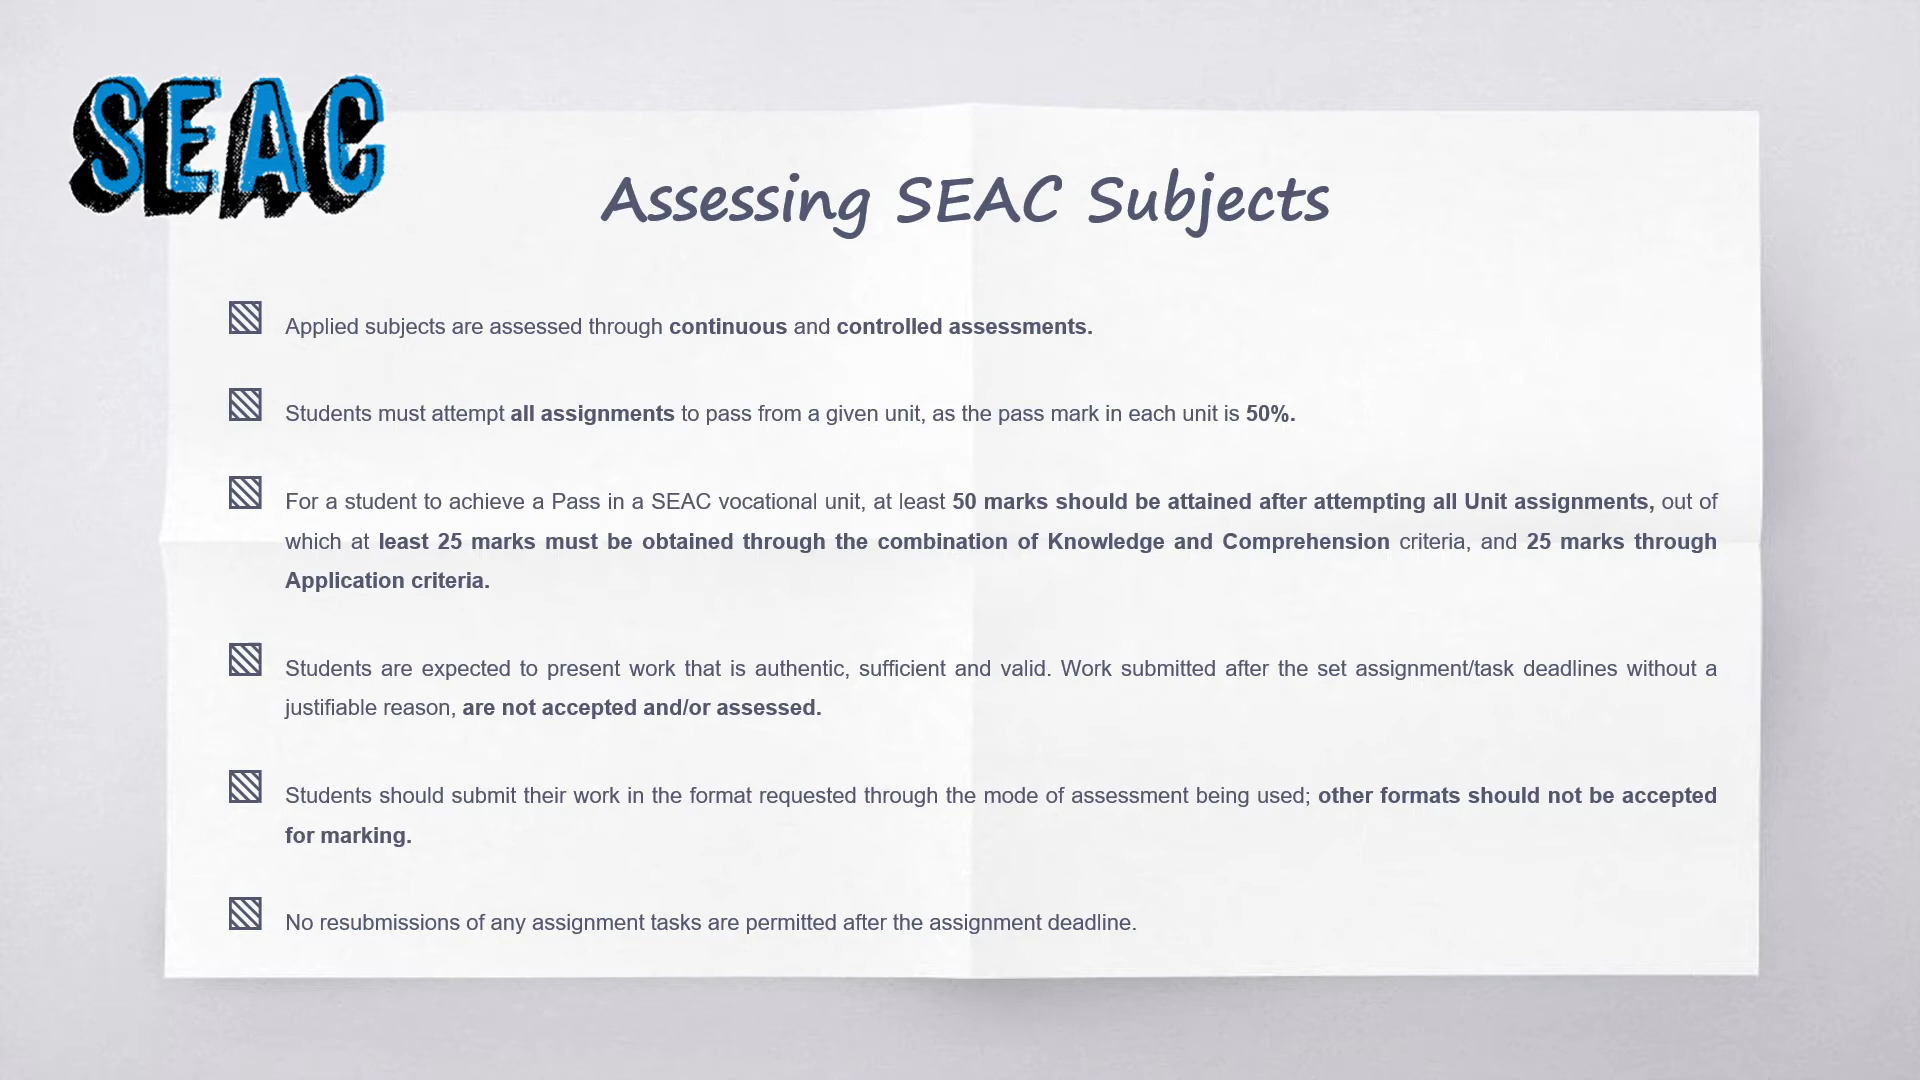 SEAC
Assessing SEAC Subjects
Applied subjects are assessed through continuous and controlled assessments.
Students must attempt all assignments to pass from a given unit, as the pass mark in each unit is 50%.
For a student to achieve a Pass in a SEAC vocational unit, at least 50 marks should be attained after attempting all Unit assignments, out of
which at least 25 marks must be obtained through the combination of Knowledge and Comprehension criteria, and 25 marks through
Application criteria.
Students are expected to present work that is authentic, sufficient and valid. Work submitted after the set assignment/task deadlines without a
justifiable reason, are not accepted and/or assessed.
Students should submit their work in the format requested through the mode of assessment being used; other formats should not be accepted
for marking.
No resubmissions of any assignment tasks are permitted after the assignment deadline.